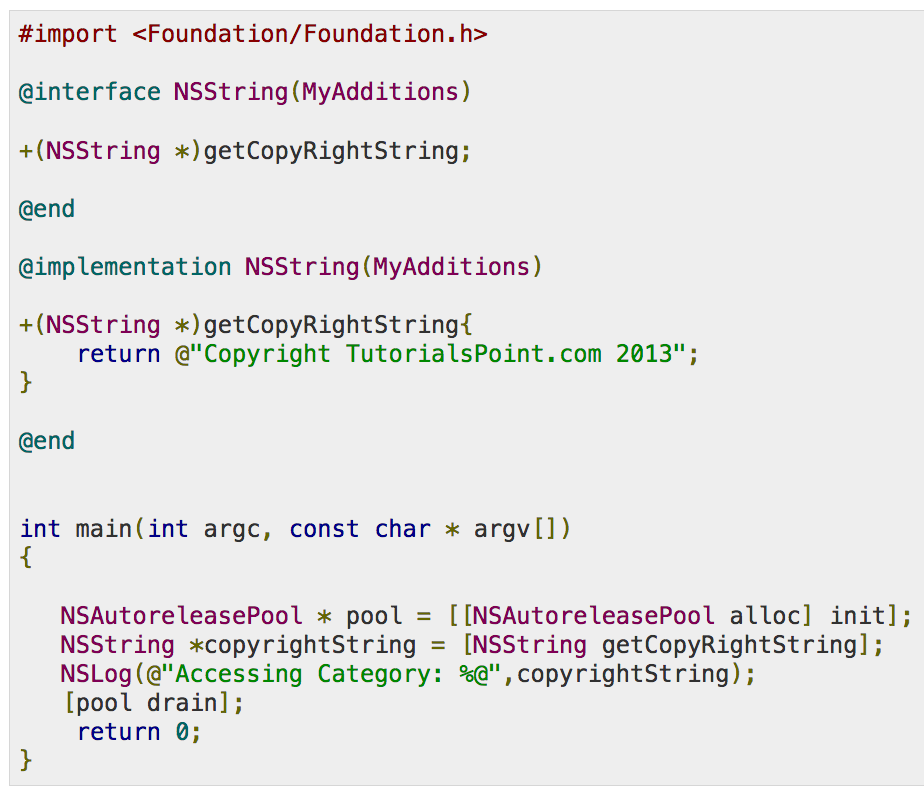 #import <Foundation/Foundation.h>
@interface NSString(MyAdditions)
+(NSString *)getCopyRightString;
@end
@implementation NSString(MyAdditions)
+(NSString *)getCopyRightString{
    return @"Copyright TutorialsPoint.com 2013";
}
@end
int main(int argc, const char * argv[])
{
   NSAutoreleasePool * pool = [[NSAutoreleasePool alloc] init];
   NSString *copyrightString = [NSString getCopyRightString];
   NSLog(@"Accessing Category: %@",copyrightString);
   [pool drain];
    return 0;
}